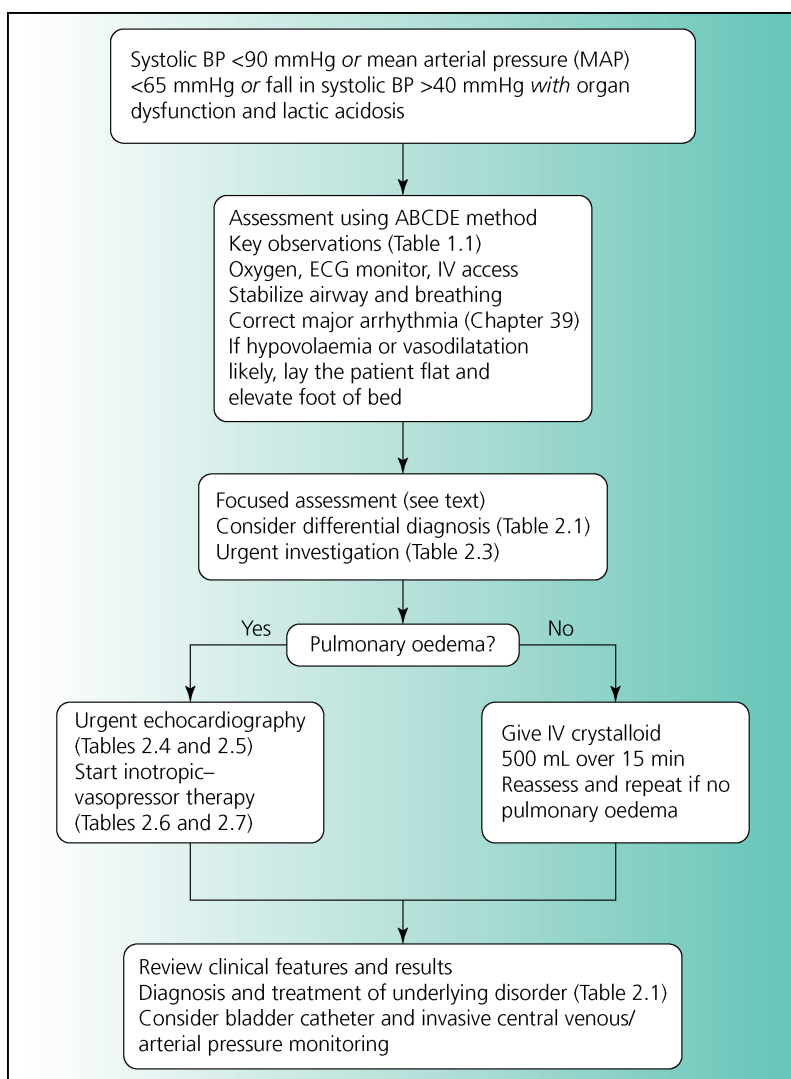 Systolic BP <90 mmHg or mean arterial pressure (MAP)
<65 mmHg or fall in systolic BP >40 mmHg with organ
dysfunction and lactic acidosis
Assessment using ABCDE method
Key observations (Table 1.1)
Oxygen, ECG monitor, IV access
Stabilize airway and breathing
Correct major arrhythmia (Chapter 39)
If hypovolaemia or vasodilatation
likely, lay the patient flat and
elevate foot of bed
Focused assessment (see text)
Consider differential diagnosis (Table 2.1)
Urgent investigation (Table 2.3)
Pulmonary oedema?
Yes
No
Urgent echocardiography
(Tables 2.4 and 2.5)
Start inotropic–
vasopressor therapy
(Tables 2.6 and 2.7)
Give IV crystalloid
500 mL over 15 min
Reassess and repeat if no
pulmonary oedema
Review clinical features and results
Diagnosis and treatment of underlying disorder (Table 2.1)
Consider bladder catheter and invasive central venous/
arterial pressure monitoring